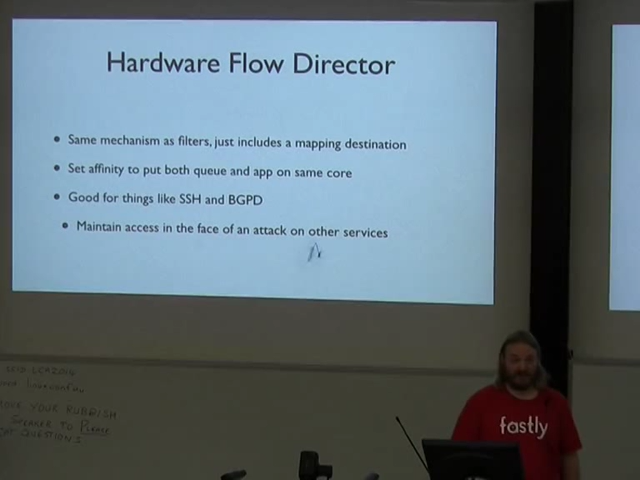 Hardware Flow Director
• Same mechanism as filters, just includes a mapping destination
• Set affinity to put both queue and app on same core
• Good for things like SSH and BGPD
• Maintain access in the face of an attack on other services
fastly
YOUR RUBBISH
SPEAKER TO PLEASE
QUESTIONS